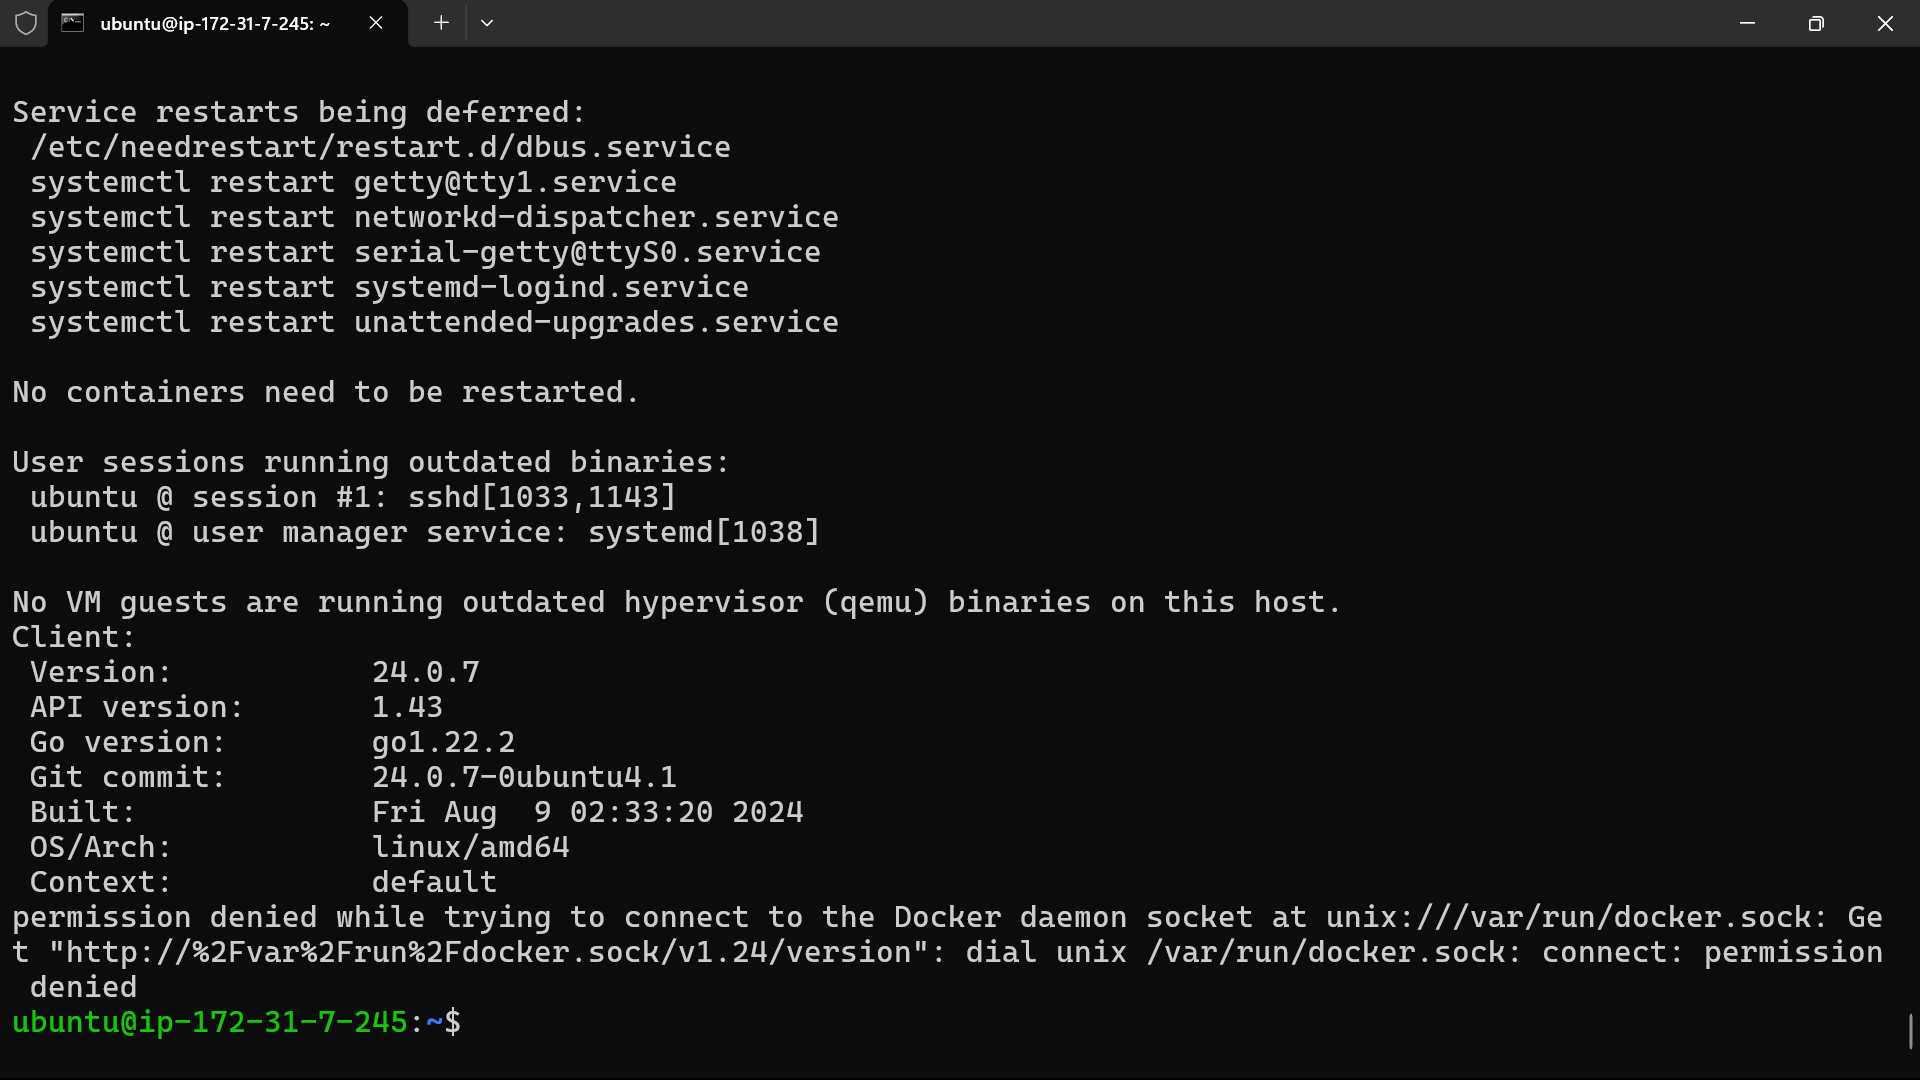 ubuntu@ip-172-31-7-245: ~
Service restarts being deferred:
 /etc/needrestart/restart.d/dbus.service
 systemctl restart getty@tty1.service
 systemctl restart networkd-dispatcher.service
 systemctl restart serial-getty@ttyS0.service
 systemctl restart systemd-logind.service
 systemctl restart unattended-upgrades.service
No containers need to be restarted.
User sessions running outdated binaries:
 ubuntu @ session #1: sshd[1033,1143]
 ubuntu @ user manager service: systemd[1038]
No VM guests are running outdated hypervisor (qemu) binaries on this host.
Client:
 Version:           24.0.7
 API version:       1.43
 Go version:        go1.22.2
 Git commit:        24.0.7-0ubuntu4.1
 Built:             Fri Aug  9 02:33:20 2024
 OS/Arch:           linux/amd64
 Context:           default
permission denied while trying to connect to the Docker daemon socket at unix:///var/run/docker.sock: Ge
t "http://%2Fvar%2Frun%2Fdocker.sock/v1.24/version": dial unix /var/run/docker.sock: connect: permission
 denied
ubuntu@ip-172-31-7-245:~$